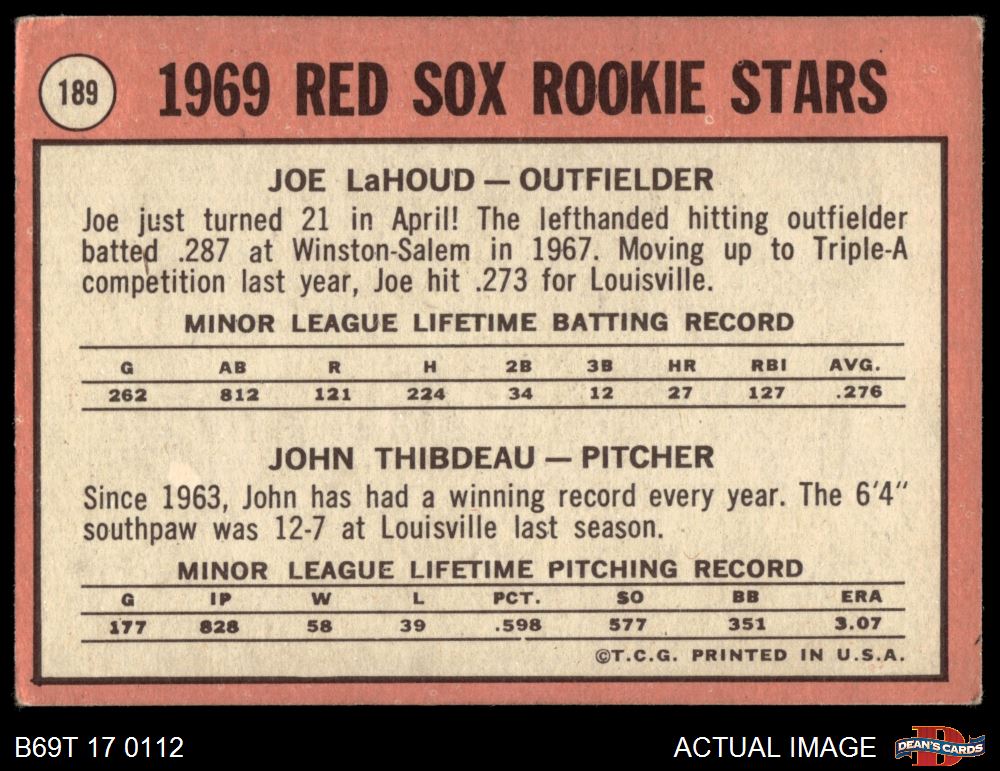 189
1969 RED SOX ROOKIE STARS
JOE LaHOUD — OUTFIELDER
Joe just turned 21 in April! The lefthanded hitting outfielder
batted .287 at Winston-Salem in 1967. Moving up to Triple-A
competition last year, Joe hit .273 for Louisville.
MINOR LEAGUE LIFETIME BATTING RECORD
G AB R H 2B 3B HR RBI AVG.
262 812 121 224 34 12 27 127 .276
JOHN THIBDEAU — PITCHER
Since 1963, John has had a winning record every year. The 6'4"
southpaw was 12-7 at Louisville last season.
MINOR LEAGUE LIFETIME PITCHING RECORD
G IP W L PCT. SO BB ERA
177 828 58 39 .598 577 351 3.07
©T.C.G. PRINTED IN U.S.A.
B69T 17 0112
ACTUAL IMAGE
D
DEAN'S CARDS